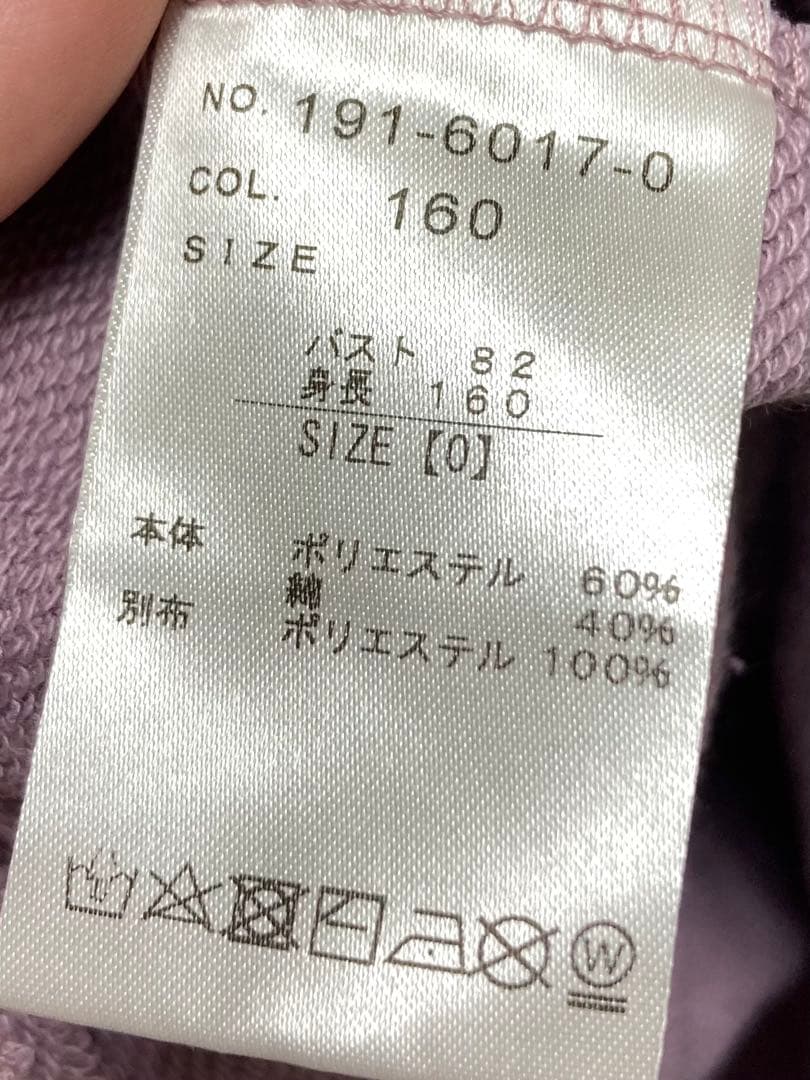 NO. 191-6017-0
COL. 160
SIZE
バスト 82
身長 160
SIZE【0】
本体 ポリエステル 60%
綿 40%
別布 ポリエステル 100%
W